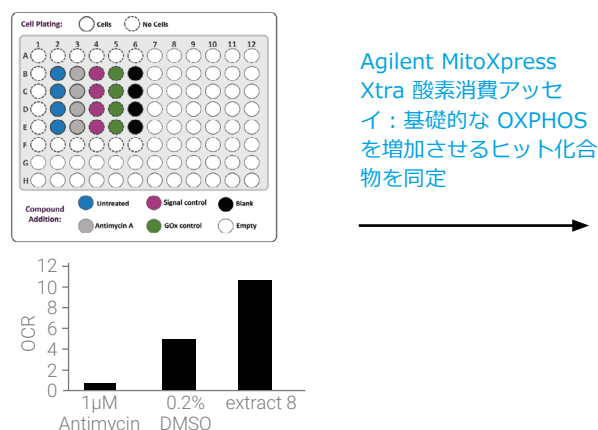 Cell Plating: Cells No Cells
1 2 3 4 5 6 7 8 9 10 11 12
A
B
C
D
E
F
G
H
Compound Addition:
Untreated Signal control Blank
Antimycin A GOx control Empty
Agilent MitoXpress
Xtra 酸素消費アッセ
イ：基礎的な OXPHOS
を増加させるヒット化合
物を同定
12
10
8
6
4
2
0
OCR
1µM
Antimycin
0.2%
DMSO
extract 8